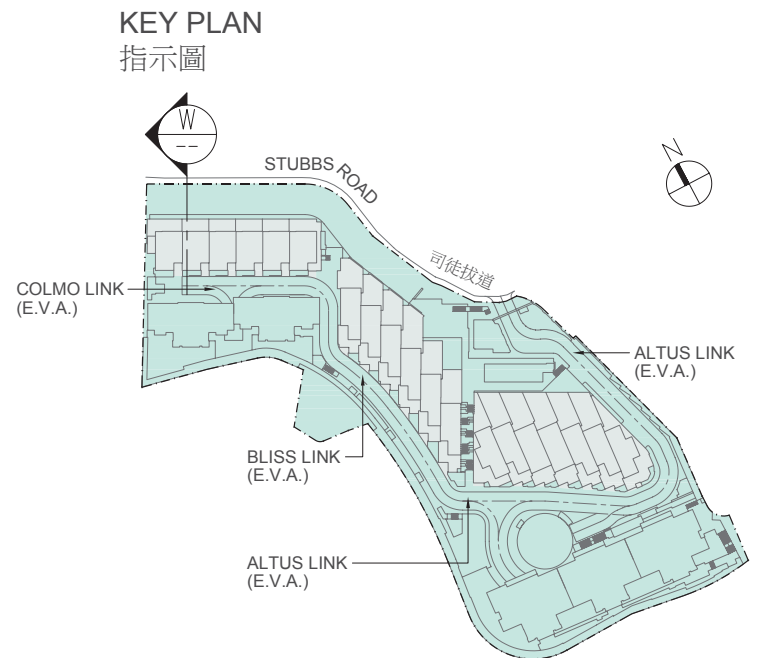 KEY PLAN
指示圖
W
--
STUBBS ROAD
N
司徒拔道
COLMO LINK
(E.V.A.)
ALTUS LINK
(E.V.A.)
BLISS LINK
(E.V.A.)
ALTUS LINK
(E.V.A.)